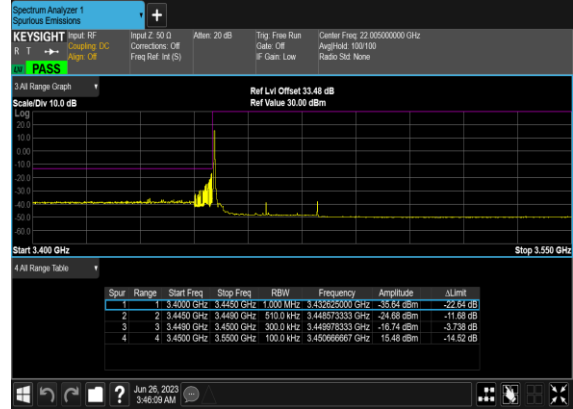 Spectrum Analyzer 1
Spurious Emissions
KEYSIGHT Input: RF Input Z: 50 Ω Atten: 20 dB Trig: Free Run Center Freq: 22.005000000 GHz
R T Coupling: DC Corrections: Off Gate: Off Avg|Hold: 100/100
Align: Off Freq Ref: Int (S) IF Gain: Low Radio Std: None
PASS
3 All Range Graph
Ref Lvl Offset 33.48 dB
Scale/Div 10.0 dB Ref Value 30.00 dBm
Log
20.0
10.0
0.00
-10.0
-20.0
-30.0
-40.0
-50.0
-60.0
Start 3.400 GHz Stop 3.550 GHz
4 All Range Table
Spur Range Start Freq Stop Freq RBW Frequency Amplitude ΔLimit
1 1 3.4000 GHz 3.4450 GHz 1.000 MHz 3.432625000 GHz -35.64 dBm -22.64 dB
2 2 3.4450 GHz 3.4490 GHz 510.0 kHz 3.448573333 GHz -24.68 dBm -11.68 dB
3 3 3.4490 GHz 3.4500 GHz 300.0 kHz 3.449978333 GHz -16.74 dBm -3.738 dB
4 4 3.4500 GHz 3.5500 GHz 100.0 kHz 3.450666667 GHz 15.48 dBm -14.52 dB
? Jun 26, 2023
3:46:09 AM